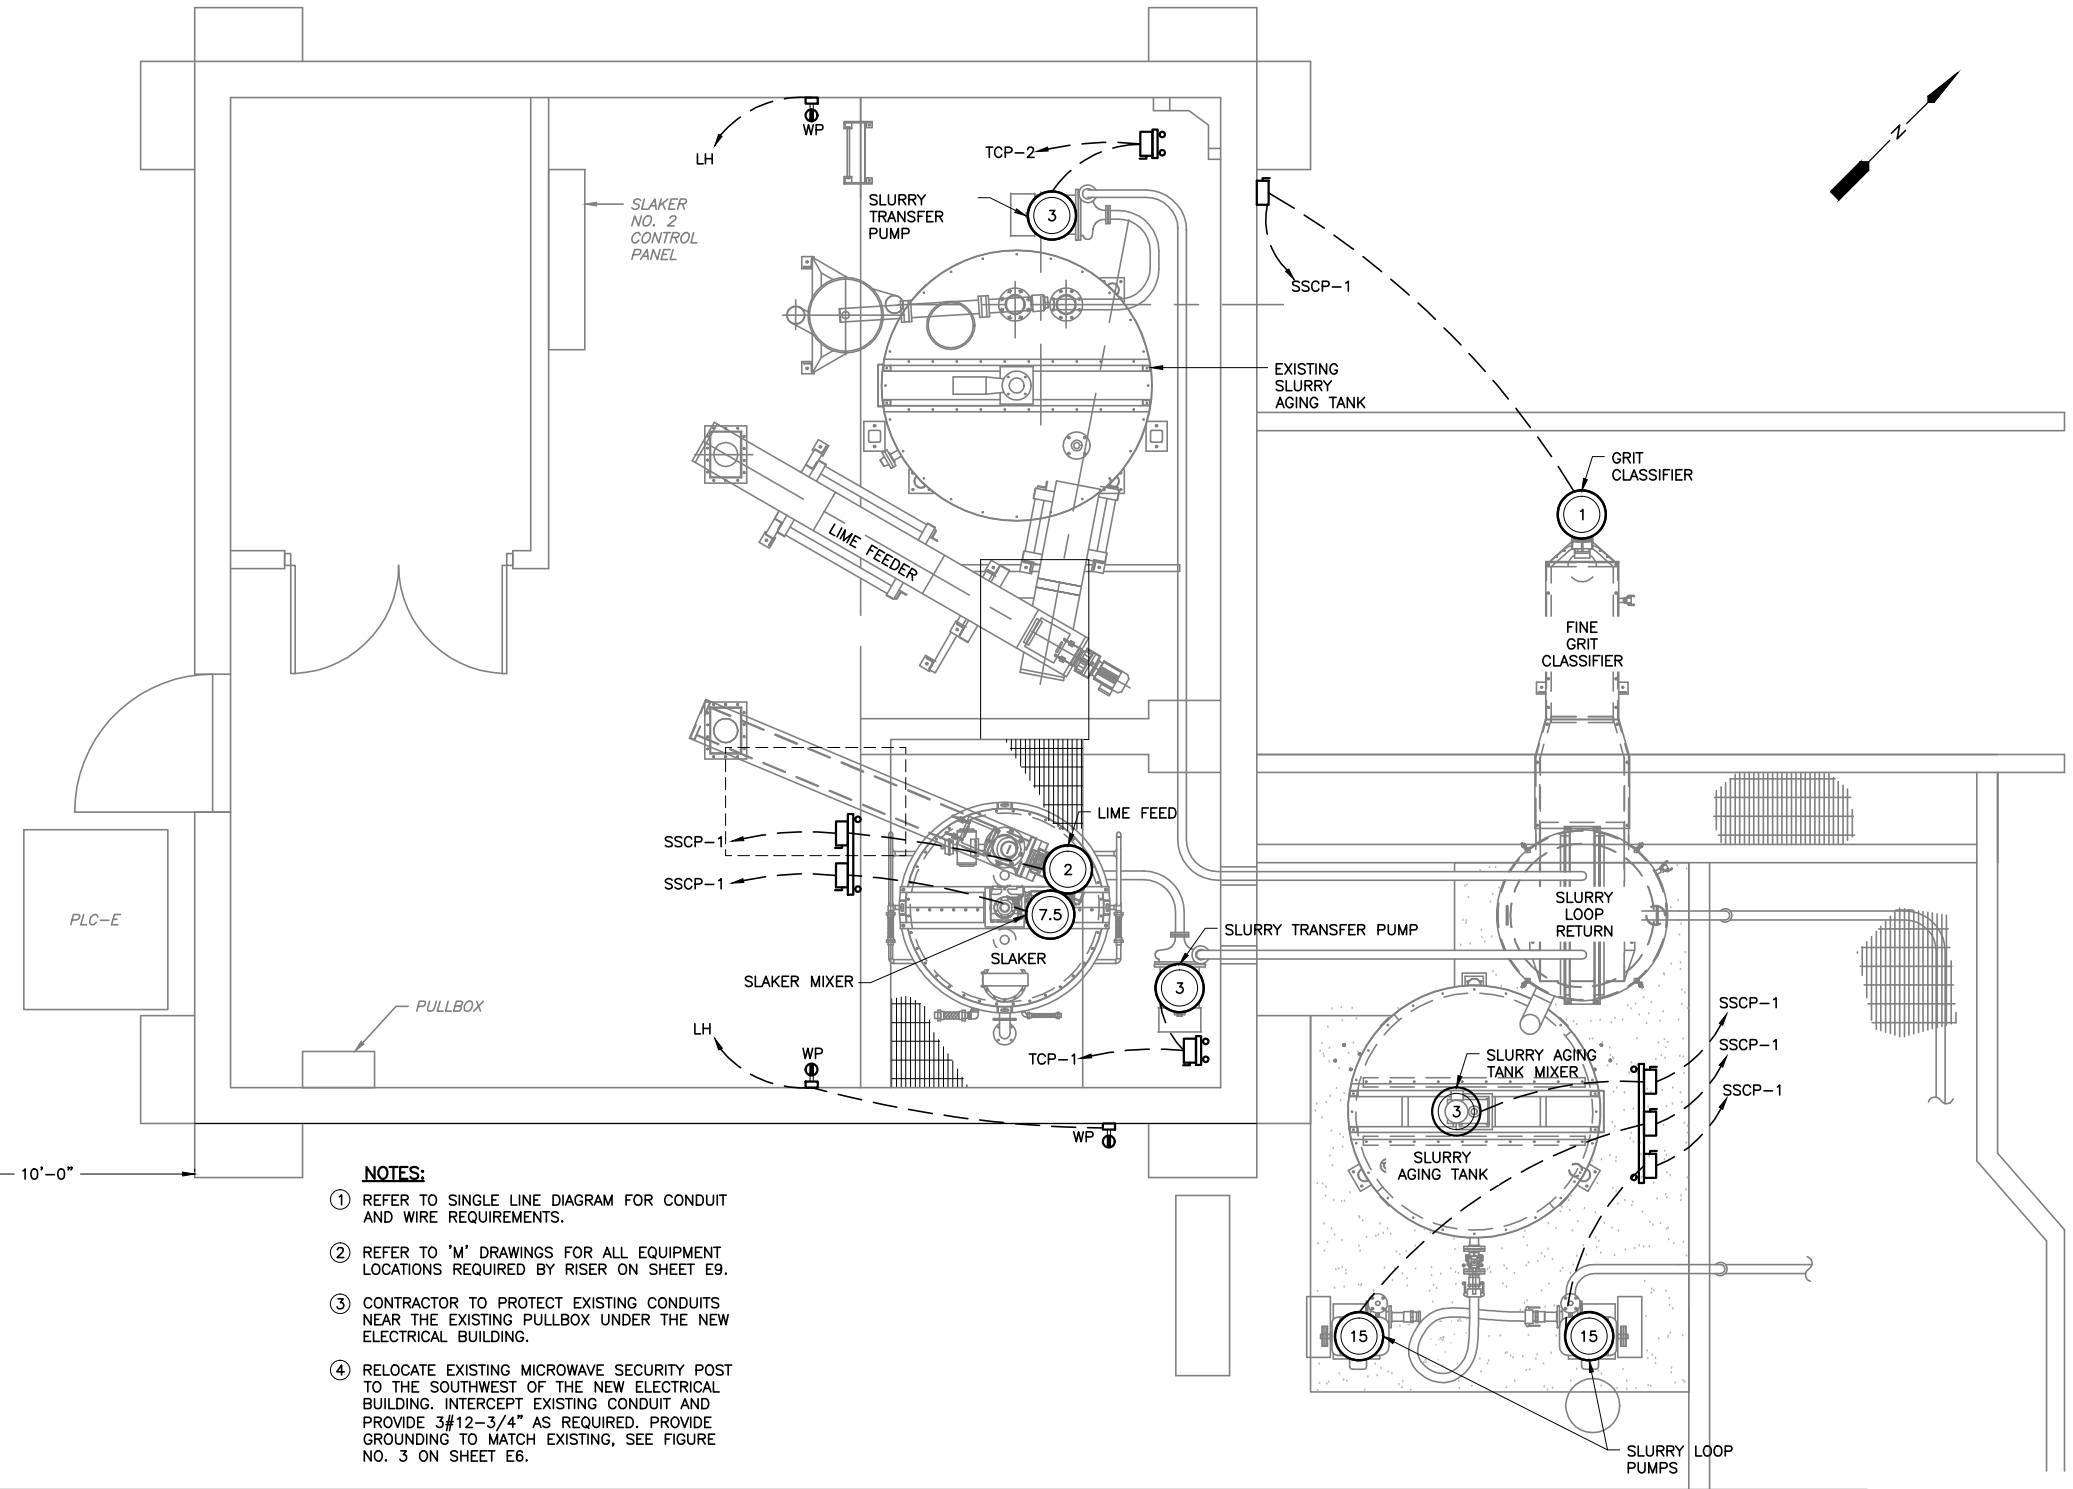 WP
LH
TCP-2
N
SLURRY
TRANSFER
PUMP
3
SLAKER
NO. 2
CONTROL
PANEL
SSCP-1
EXISTING
SLURRY
AGING TANK
GRIT
CLASSIFIER
1
LIME FEEDER
FINE
GRIT
CLASSIFIER
LIME FEED
SSCP-1
2
SSCP-1
7.5
SLURRY
LOOP
RETURN
PLC-E
SLURRY TRANSFER PUMP
SLAKER
SLAKER MIXER
3
PULLBOX
SSCP-1
LH
WP
TCP-1
SLURRY AGING
TANK MIXER
SSCP-1
SSCP-1
3
WP
SLURRY
AGING TANK
10'-0"
NOTES:
1 REFER TO SINGLE LINE DIAGRAM FOR CONDUIT
AND WIRE REQUIREMENTS.
2 REFER TO 'M' DRAWINGS FOR ALL EQUIPMENT
LOCATIONS REQUIRED BY RISER ON SHEET E9.
3 CONTRACTOR TO PROTECT EXISTING CONDUITS
NEAR THE EXISTING PULLBOX UNDER THE NEW
ELECTRICAL BUILDING.
4 RELOCATE EXISTING MICROWAVE SECURITY POST
TO THE SOUTHWEST OF THE NEW ELECTRICAL
BUILDING. INTERCEPT EXISTING CONDUIT AND
PROVIDE 3#12-3/4" AS REQUIRED. PROVIDE
GROUNDING TO MATCH EXISTING, SEE FIGURE
NO. 3 ON SHEET E6.
15
15
SLURRY LOOP
PUMPS